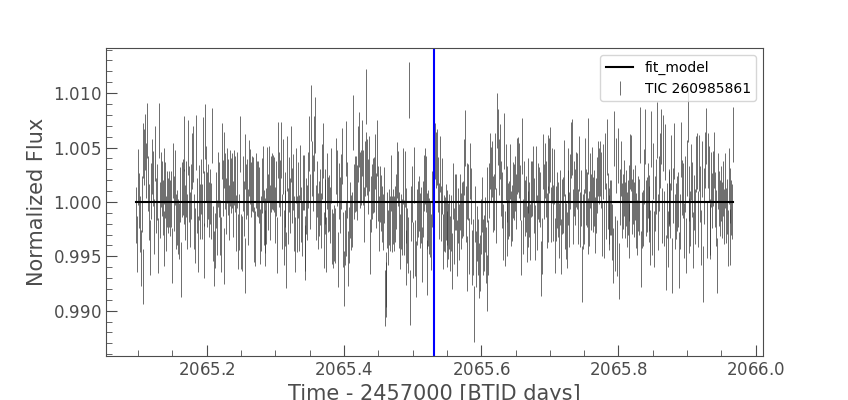 fit_model
TIC 260985861
1.010
1.005
1.000
0.995
0.990
Normalized Flux
2065.2 2065.4 2065.6 2065.8 2066.0
Time - 2457000 [BTJD days]